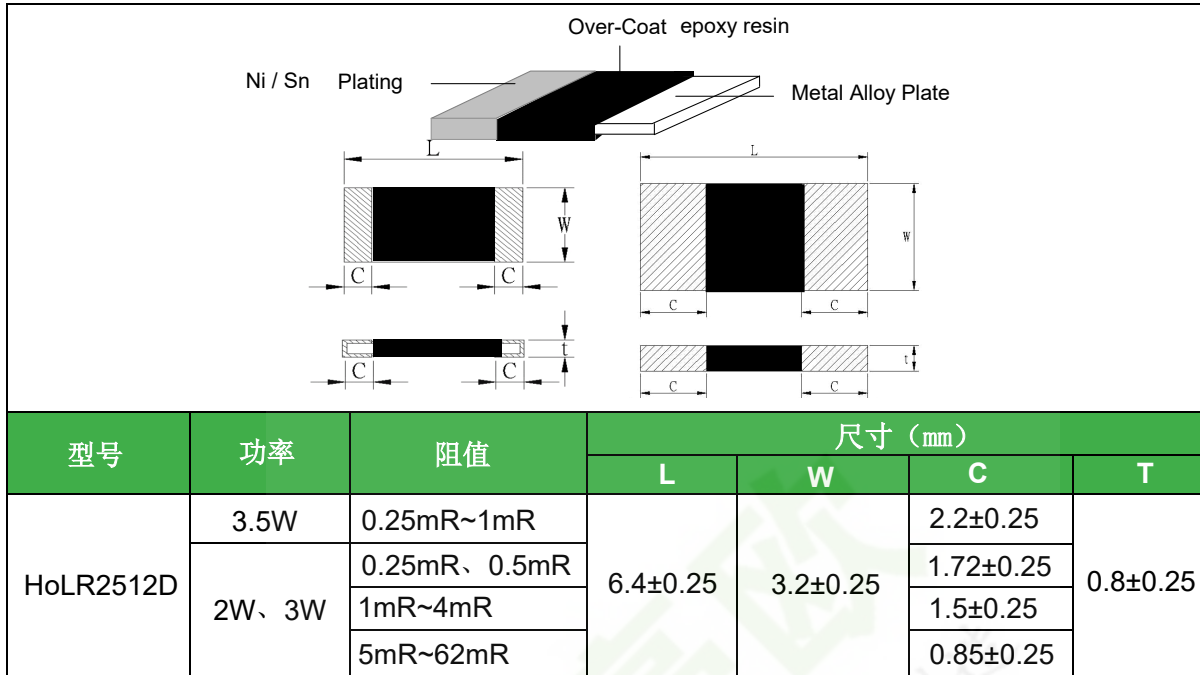 Over-Coat epoxy resin
Ni / Sn Plating
Metal Alloy Plate
L
L
W
W
C
C
C
C
t
t
C
C
C
C
型号
功率
阻值
尺寸（mm）
L
W
C
T
HoLR2512D
3.5W
0.25mR~1mR
6.4±0.25
3.2±0.25
2.2±0.25
0.8±0.25
2W、3W
0.25mR、0.5mR
1.72±0.25
1mR~4mR
1.5±0.25
5mR~62mR
0.85±0.25